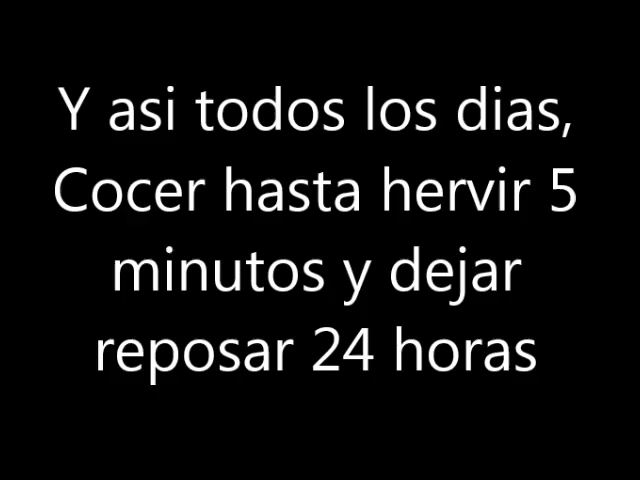 Y asi todos los dias,
Cocer hasta hervir 5
minutos y dejar
reposar 24 horas